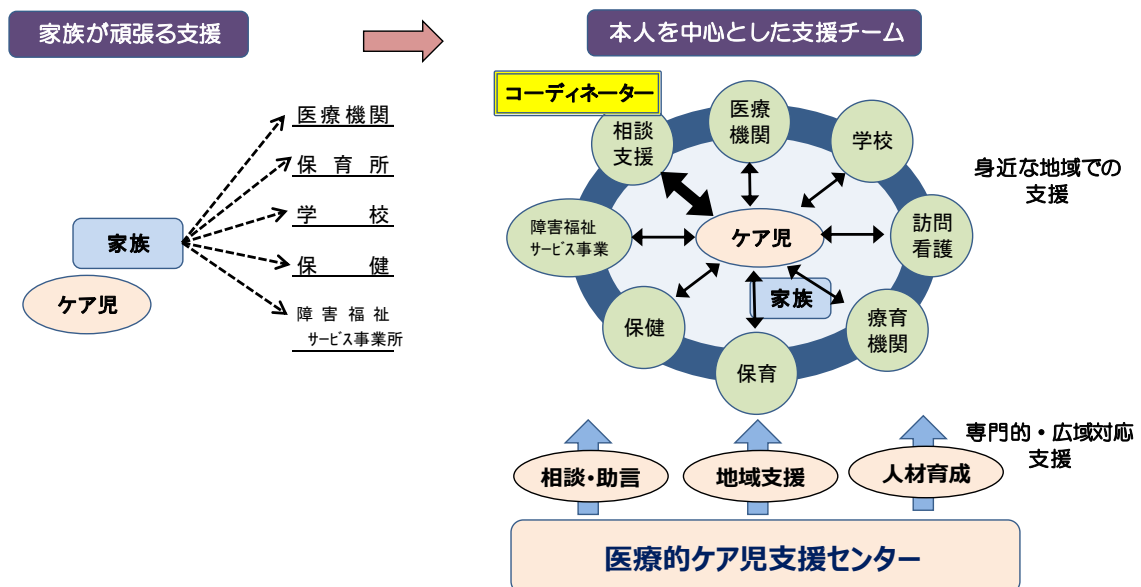 家族が頑張る支援
本人を中心とした支援チーム
医療機関
保育所
学校
保健
障害福祉
サービス事業所
家族
ケア児
コーディネーター
相談
支援
医療
機関
学校
訪問
看護
療育
機関
保育
保健
障害福祉
サービス事業
ケア児
家族
身近な地域での
支援
専門的・広域対応
支援
相談・助言
地域支援
人材育成
医療的ケア児支援センター